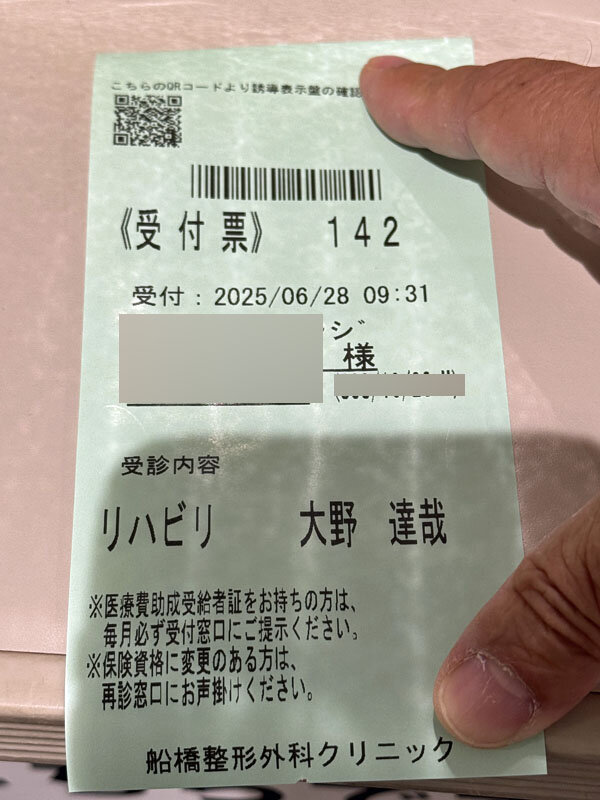 こちらのQRコードより誘導表示盤の確認
《受付票》 142
受付：2025/06/28 09:31
ジ
様
受診内容
リハビリ 大野 達哉
※医療費助成受給者証をお持ちの方は、
毎月必ず受付窓口にご提示ください。
※保険資格に変更のある方は、
再診窓口にお声掛けください。
船橋整形外科クリニック